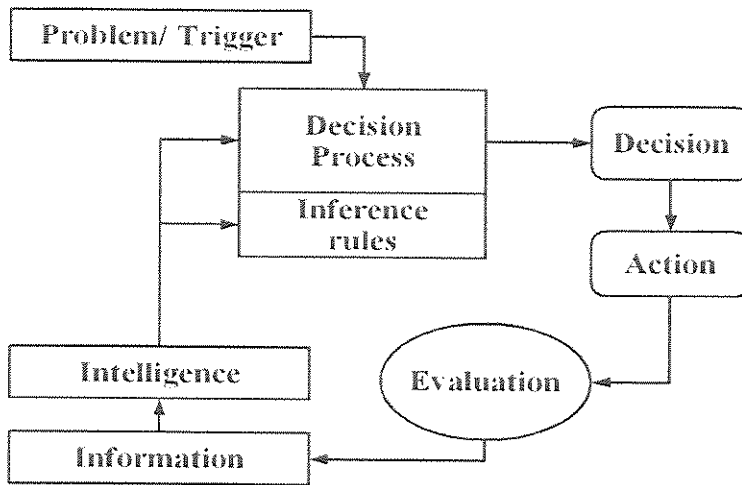 Problem/ Trigger
Decision
Process
Inference
rules
Decision
Action
Evaluation
Intelligence
Information